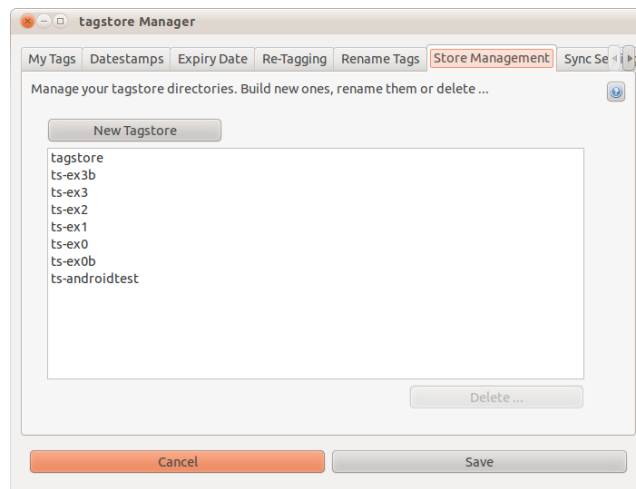 tagstore Manager
My Tags Datestamps Expiry Date Re-Tagging Rename Tags Store Management Sync Se
Manage your tagstore directories. Build new ones, rename them or delete ...
New Tagstore
tagstore
ts-ex3b
ts-ex3
ts-ex2
ts-ex1
ts-ex0
ts-ex0b
ts-androidtest
Delete ...
Cancel Save